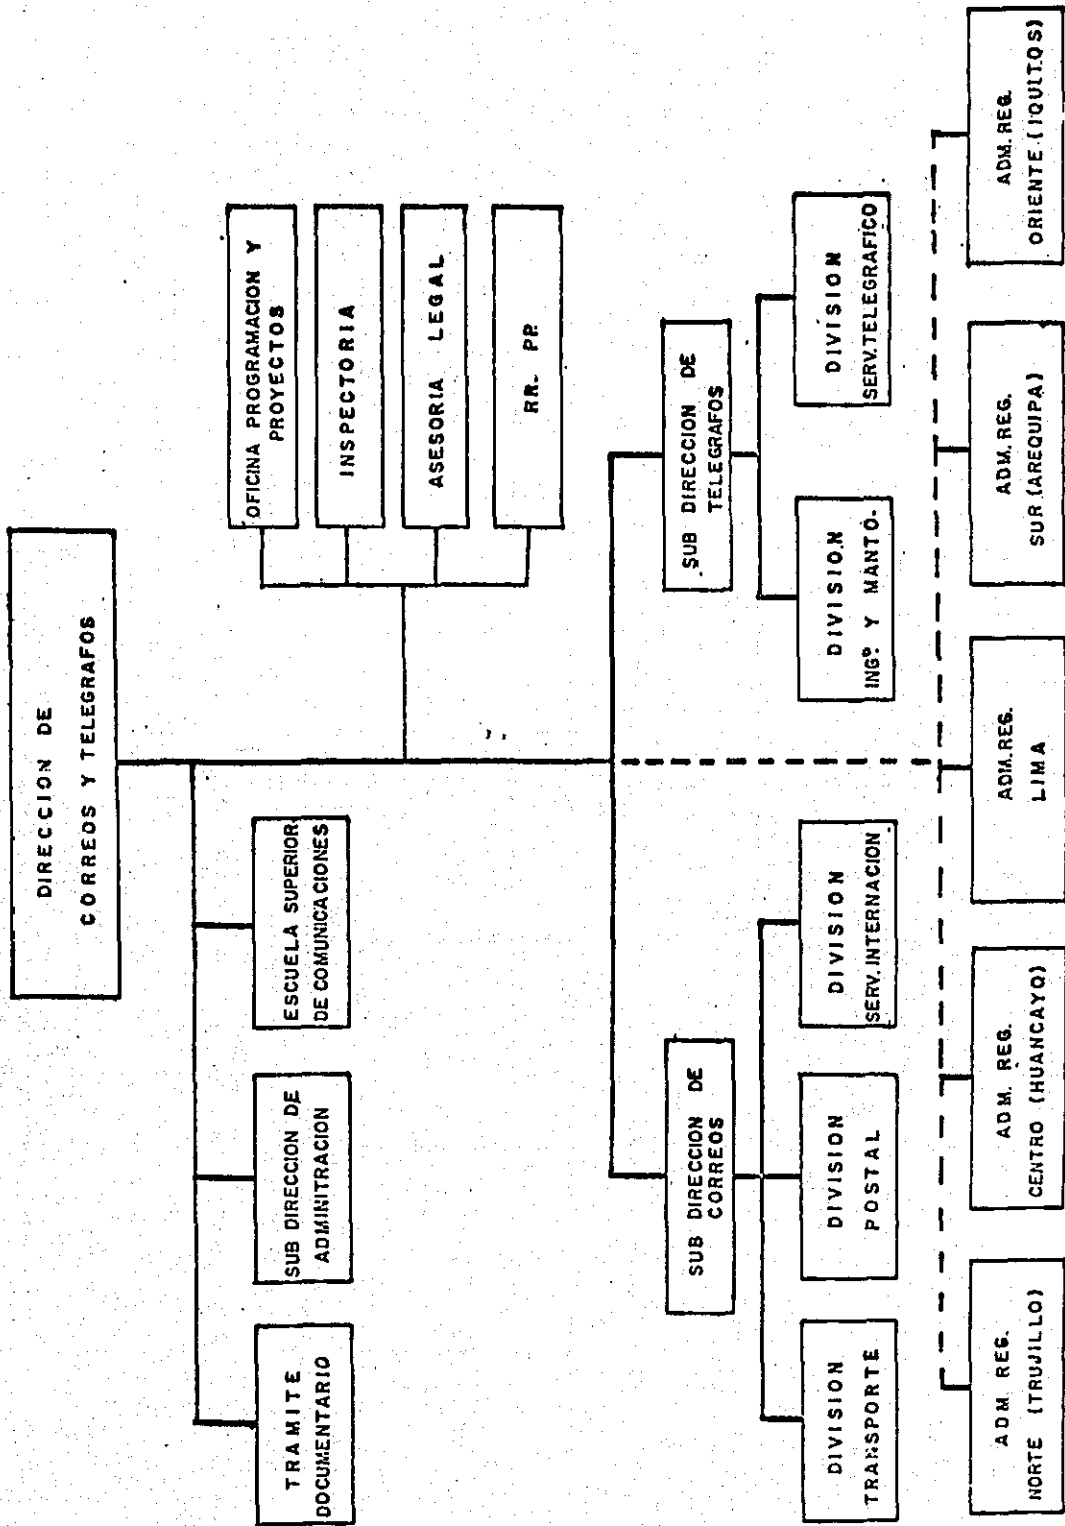 DIRECCION DE
CORREOS Y TELEGRAFOS
OFICINA PROGRAMACION Y
PROYECTOS
INSPECTORIA
ASESORIA LEGAL
RR. PP.
TRAMITE
DOCUMENTARIO
SUB DIRECCION DE
ADMINITRACION
ESCUELA SUPERIOR
DE COMUNICACIONES
SUB DIRECCION DE
CORREOS
SUB DIRECCION DE
TELEGRAFOS
DIVISION
TRANSPORTE
DIVISION
POSTAL
DIVISION
SERV. INTERNACION
DIVISION
INGº Y MANTO.
DIVISION
SERV. TELEGRAFICO
ADM. REG.
NORTE (TRUJILLO)
ADM. REG.
CENTRO (HUANCAYO)
ADM. REG.
LIMA
ADM. REG.
SUR (AREQUIPA)
ADM. REG.
ORIENTE (IQUITOS)